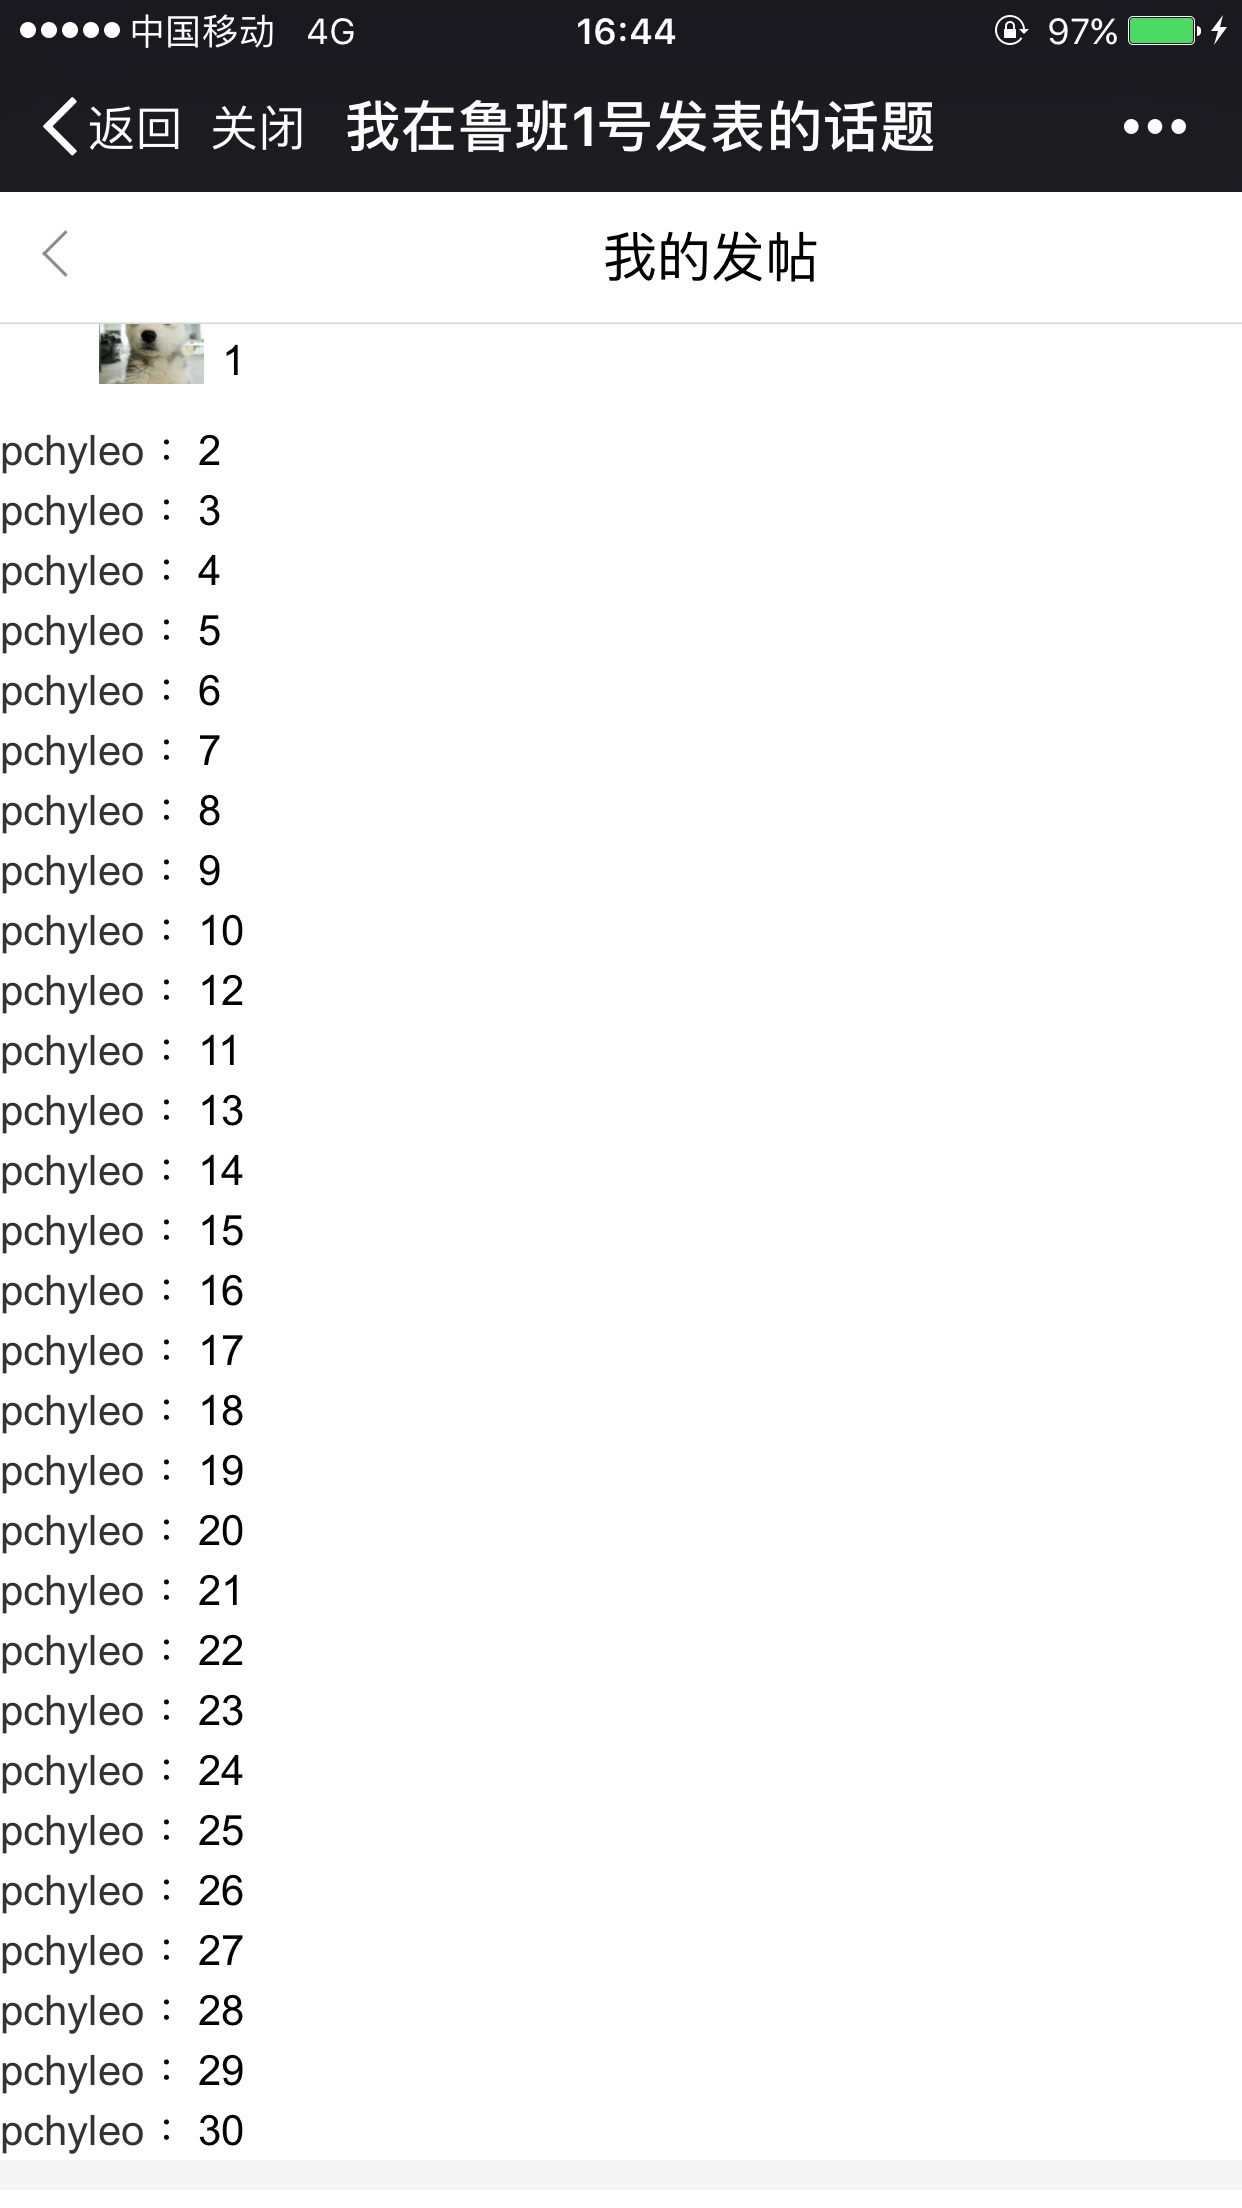 中国移动 4G 16:44 97%
返回 关闭 我在鲁班1号发表的话题
我的发帖
1
pchyleo： 2
pchyleo： 3
pchyleo： 4
pchyleo： 5
pchyleo： 6
pchyleo： 7
pchyleo： 8
pchyleo： 9
pchyleo： 10
pchyleo： 12
pchyleo： 11
pchyleo： 13
pchyleo： 14
pchyleo： 15
pchyleo： 16
pchyleo： 17
pchyleo： 18
pchyleo： 19
pchyleo： 20
pchyleo： 21
pchyleo： 22
pchyleo： 23
pchyleo： 24
pchyleo： 25
pchyleo： 26
pchyleo： 27
pchyleo： 28
pchyleo： 29
pchyleo： 30